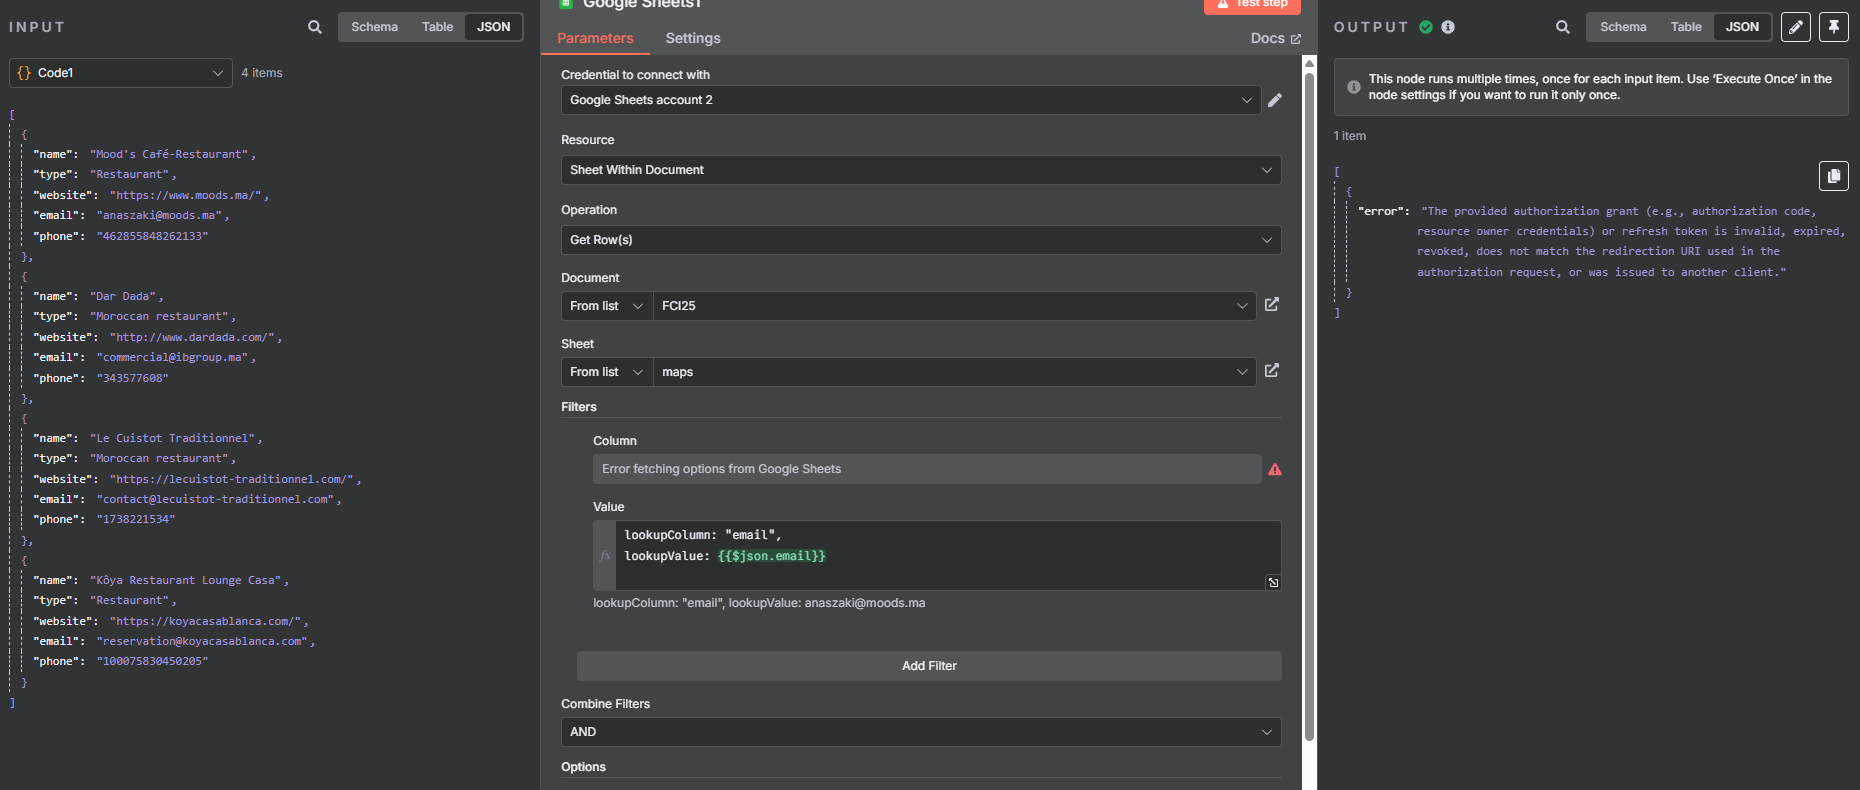 INPUT
Schema Table JSON
{} Code1
4 items
[
{
"name": "Mood's Café-Restaurant",
"type": "Restaurant",
"website": "https://www.moods.ma/",
"email": "anaszaki@moods.ma",
"phone": "462855848262133"
},
{
"name": "Dar Dada",
"type": "Moroccan restaurant",
"website": "http://www.dardada.com/",
"email": "commercial@ibgroup.ma",
"phone": "343577608"
},
{
"name": "Le Cuistot Traditionnel",
"type": "Moroccan restaurant",
"website": "https://lecuistot-traditionnel.com/",
"email": "contact@lecuistot-traditionnel.com",
"phone": "1738221534"
},
{
"name": "Kôya Restaurant Lounge Casa",
"type": "Restaurant",
"website": "https://koyacasablanca.com/",
"email": "reservation@koyacasablanca.com",
"phone": "100075830450205"
}
]
Google Sheets1
Test step
Parameters Settings
Docs
Credential to connect with
Google Sheets account 2
Resource
Sheet Within Document
Operation
Get Row(s)
Document
From list FCI25
Sheet
From list maps
Filters
Column
Error fetching options from Google Sheets
Value
fx
lookupColumn: "email",
lookupValue: {{$json.email}}
lookupColumn: "email", lookupValue: anaszaki@moods.ma
Add Filter
Combine Filters
AND
Options
OUTPUT
Schema Table JSON
This node runs multiple times, once for each input item. Use ‘Execute Once’ in the
node settings if you want to run it only once.
1 item
[
{
"error": "The provided authorization grant (e.g., authorization code,
resource owner credentials) or refresh token is invalid, expired,
revoked, does not match the redirection URI used in the
authorization request, or was issued to another client."
}
]